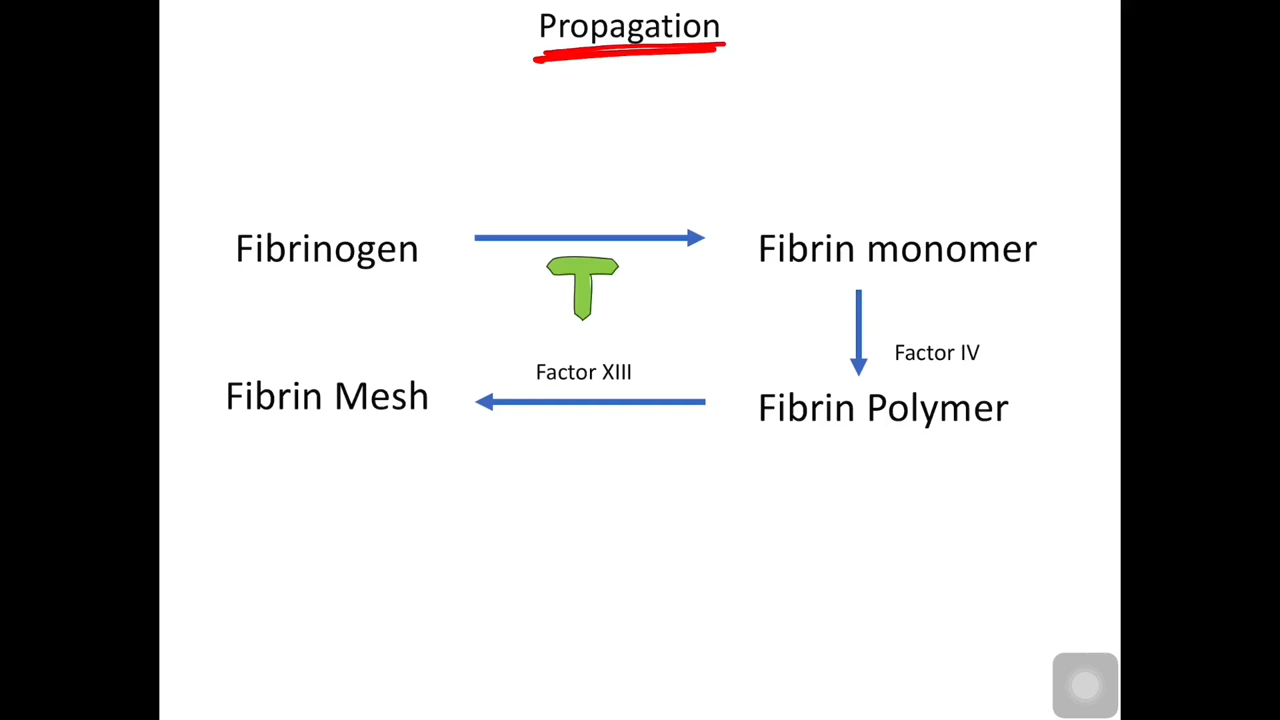 Propagation
Fibrinogen
Fibrin monomer
T
Factor IV
Factor XIII
Fibrin Mesh
Fibrin Polymer